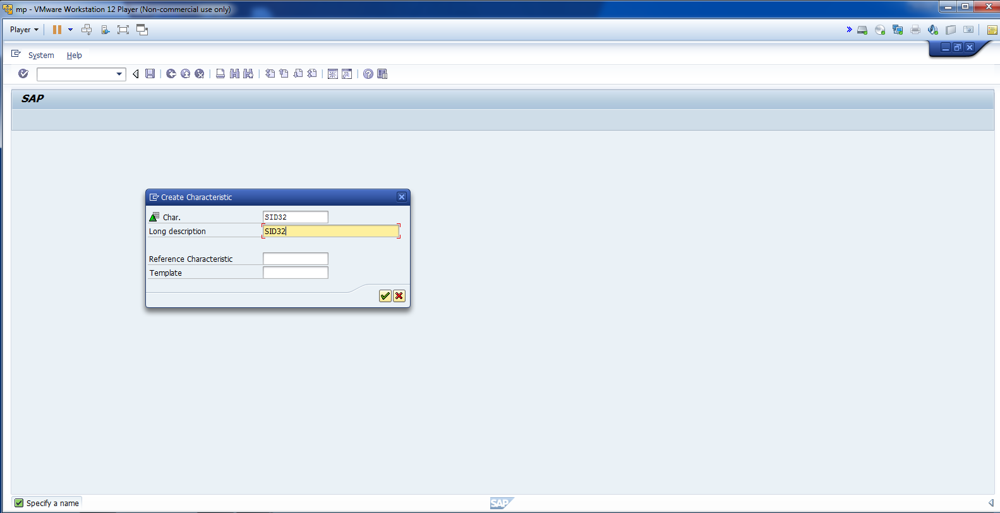 mp - VMware Workstation 12 Player (Non-commercial use only)
Player
System Help
SAP
Create Characteristic
Char. SID32
Long description SID32
Reference Characteristic
Template
Specify a name
SAP